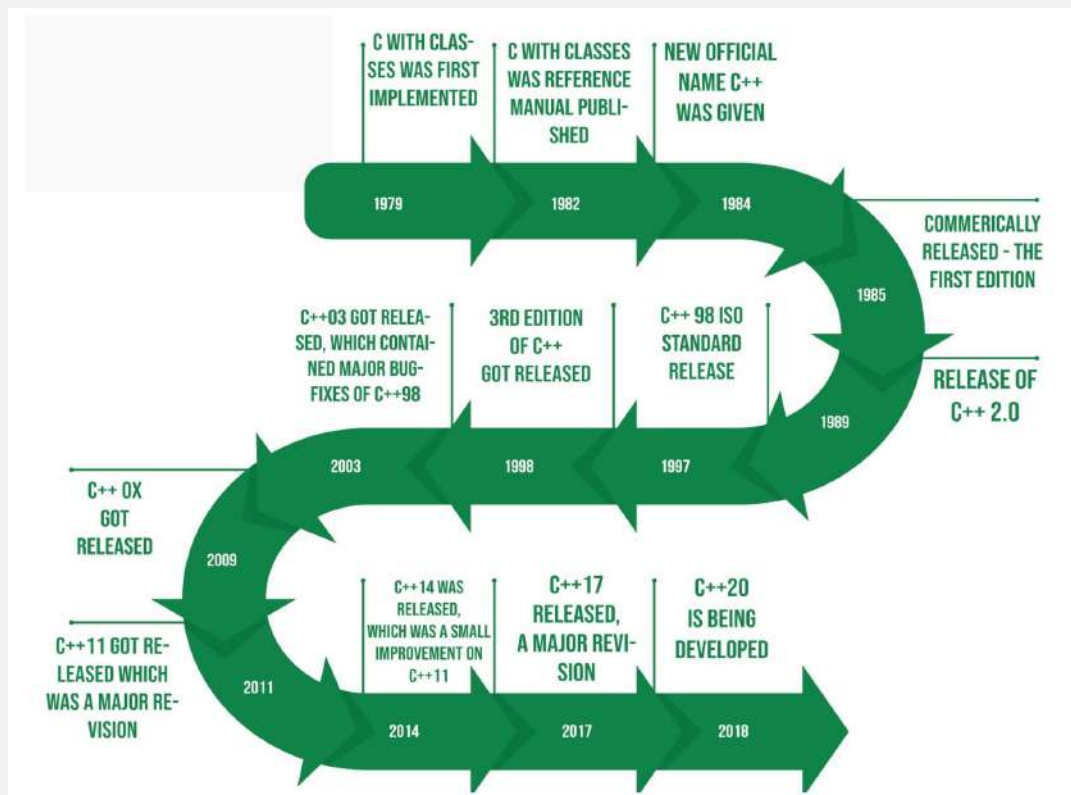 C WITH CLAS-
SES WAS FIRST
IMPLEMENTED
C WITH CLASSES
WAS REFERENCE
MANUAL PUBLI-
SHED
NEW OFFICIAL
NAME C++
WAS GIVEN
1979
1982
1984
COMMERICALLY
RELEASED - THE
FIRST EDITION
1985
RELEASE OF
C++ 2.0
1989
C++ 98 ISO
STANDARD
RELEASE
1997
3RD EDITION
OF C++
GOT RELEASED
1998
C++03 GOT RELEA-
SED, WHICH CONTAI-
NED MAJOR BUG-
FIXES OF C++98
2003
C++ 0X
GOT
RELEASED
2009
C++11 GOT RE-
LEASED WHICH
WAS A MAJOR RE-
VISION
2011
C++14 WAS
RELEASED,
WHICH WAS A SMALL
IMPROVEMENT ON
C++11
2014
C++17
RELEASED,
A MAJOR REVI-
SION
2017
C++20
IS BEING
DEVELOPED
2018